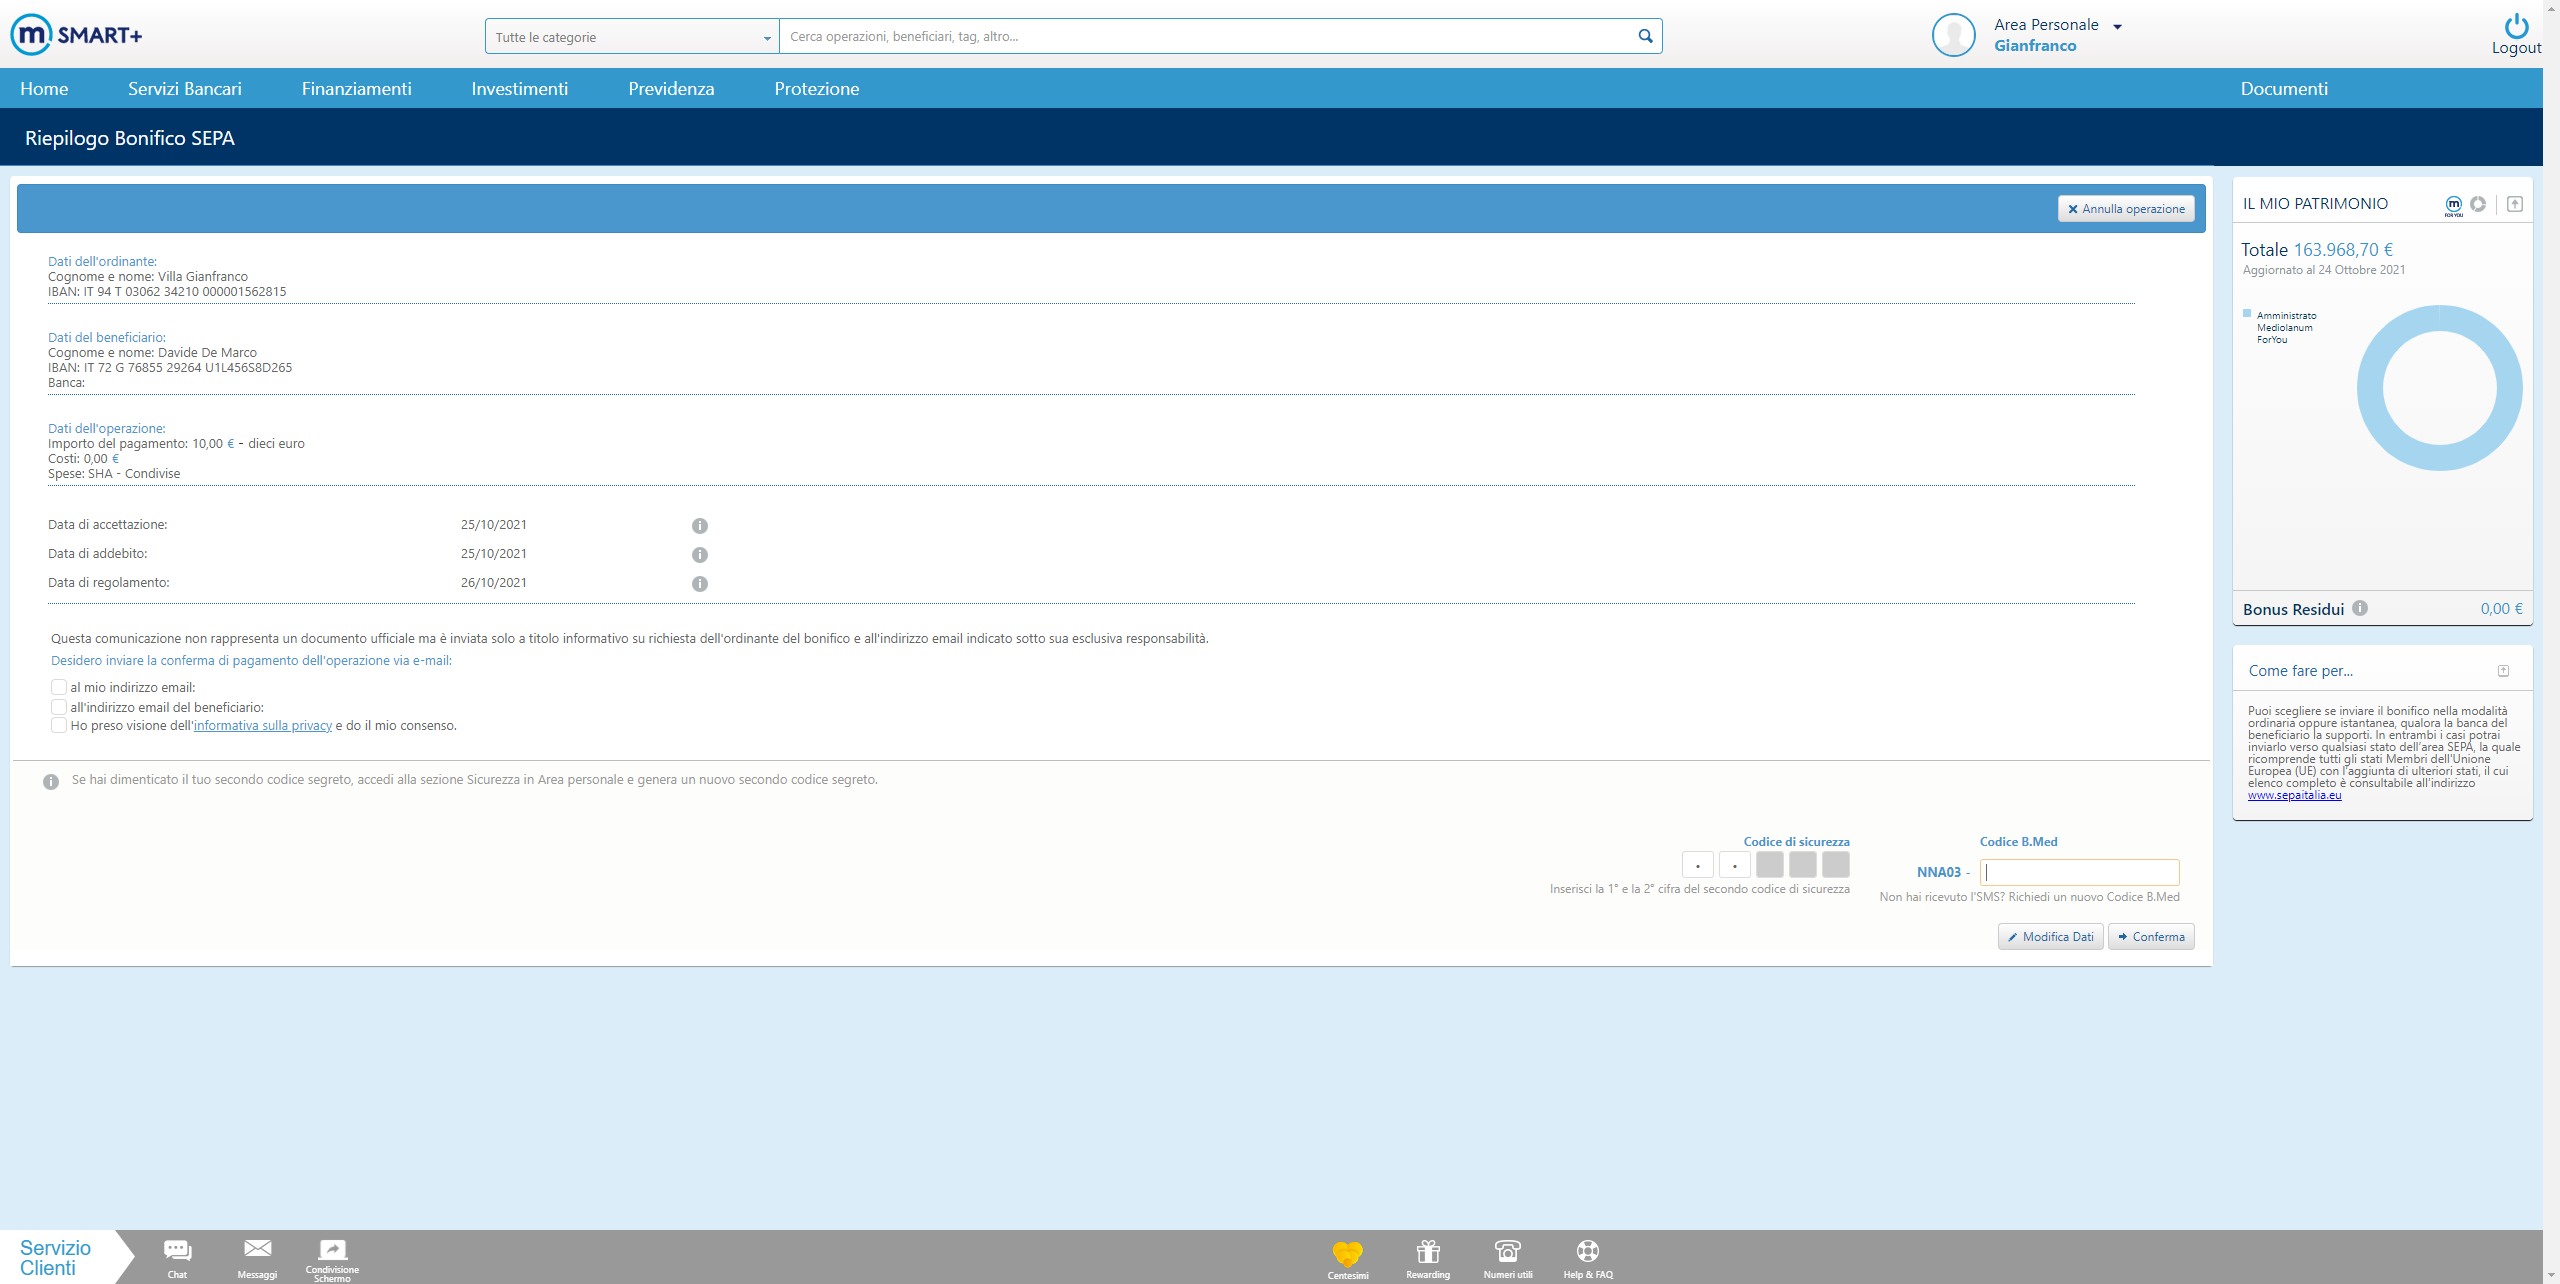 m SMART+
Tutte le categorie
Cerca operazioni, beneficiari, tag, altro...
Area Personale
Gianfranco
Logout
Home
Servizi Bancari
Finanziamenti
Investimenti
Previdenza
Protezione
Documenti
Riepilogo Bonifico SEPA
Annulla operazione
Dati dell'ordinante:
Cognome e nome: Villa Gianfranco
IBAN: IT 94 T 03062 34210 000001562815
Dati del beneficiario:
Cognome e nome: Davide De Marco
IBAN: IT 72 G 76855 29264 U1L456S8D265
Banca:
Dati dell'operazione:
Importo del pagamento: 10,00 € - dieci euro
Costi: 0,00 €
Spese: SHA - Condivise
Data di accettazione: 25/10/2021
Data di addebito: 25/10/2021
Data di regolamento: 26/10/2021
Questa comunicazione non rappresenta un documento ufficiale ma è inviata solo a titolo informativo su richiesta dell'ordinante del bonifico e all'indirizzo email indicato sotto sua esclusiva responsabilità.
Desidero inviare la conferma di pagamento dell'operazione via e-mail:
al mio indirizzo email:
all'indirizzo email del beneficiario:
Ho preso visione dell'informativa sulla privacy e do il mio consenso.
Se hai dimenticato il tuo secondo codice segreto, accedi alla sezione Sicurezza in Area personale e genera un nuovo secondo codice segreto.
Codice di sicurezza
Inserisci la 1° e la 2° cifra del secondo codice di sicurezza
Codice B.Med
NNA03 -
Non hai ricevuto l'SMS? Richiedi un nuovo Codice B.Med
Modifica Dati
Conferma
IL MIO PATRIMONIO
m
FOR YOU
Totale 163.968,70 €
Aggiornato al 24 Ottobre 2021
Amministrato
Mediolanum
ForYou
Bonus Residui 0,00 €
Come fare per...
Puoi scegliere se inviare il bonifico nella modalità
ordinaria oppure istantanea, qualora la banca del
beneficiario la supporti. In entrambi i casi potrai
inviarlo verso qualsiasi stato dell'area SEPA, la quale
ricomprende tutti gli stati Membri dell'Unione
Europea (UE) con l'aggiunta di ulteriori stati, il cui
elenco completo è consultabile all'indirizzo
www.sepaitalia.eu
Servizio
Clienti
Chat
Messaggi
Condivisione
Schermo
Centesimi
Rewarding
Numeri utili
Help & FAQ